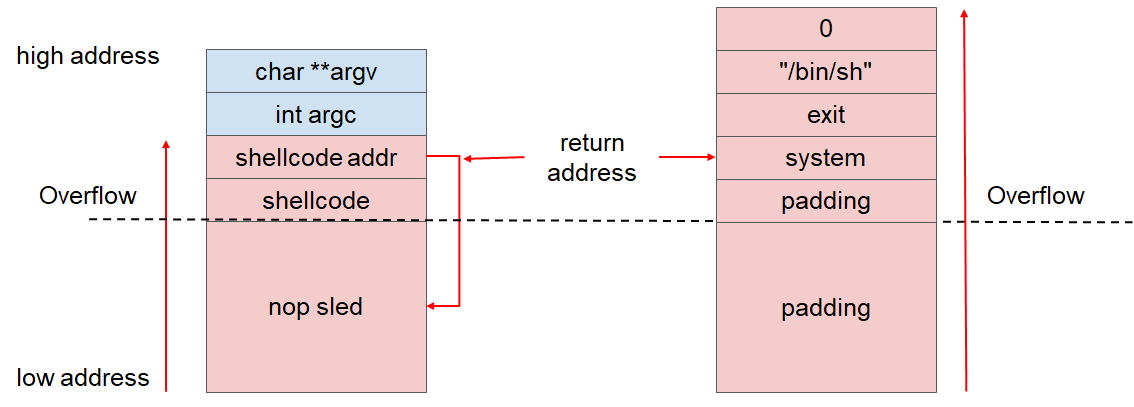 high address
char **argv
int argc
shellcode addr
Overflow
shellcode
nop sled
low address
return
address
0
"/bin/sh"
exit
system
padding
Overflow
padding